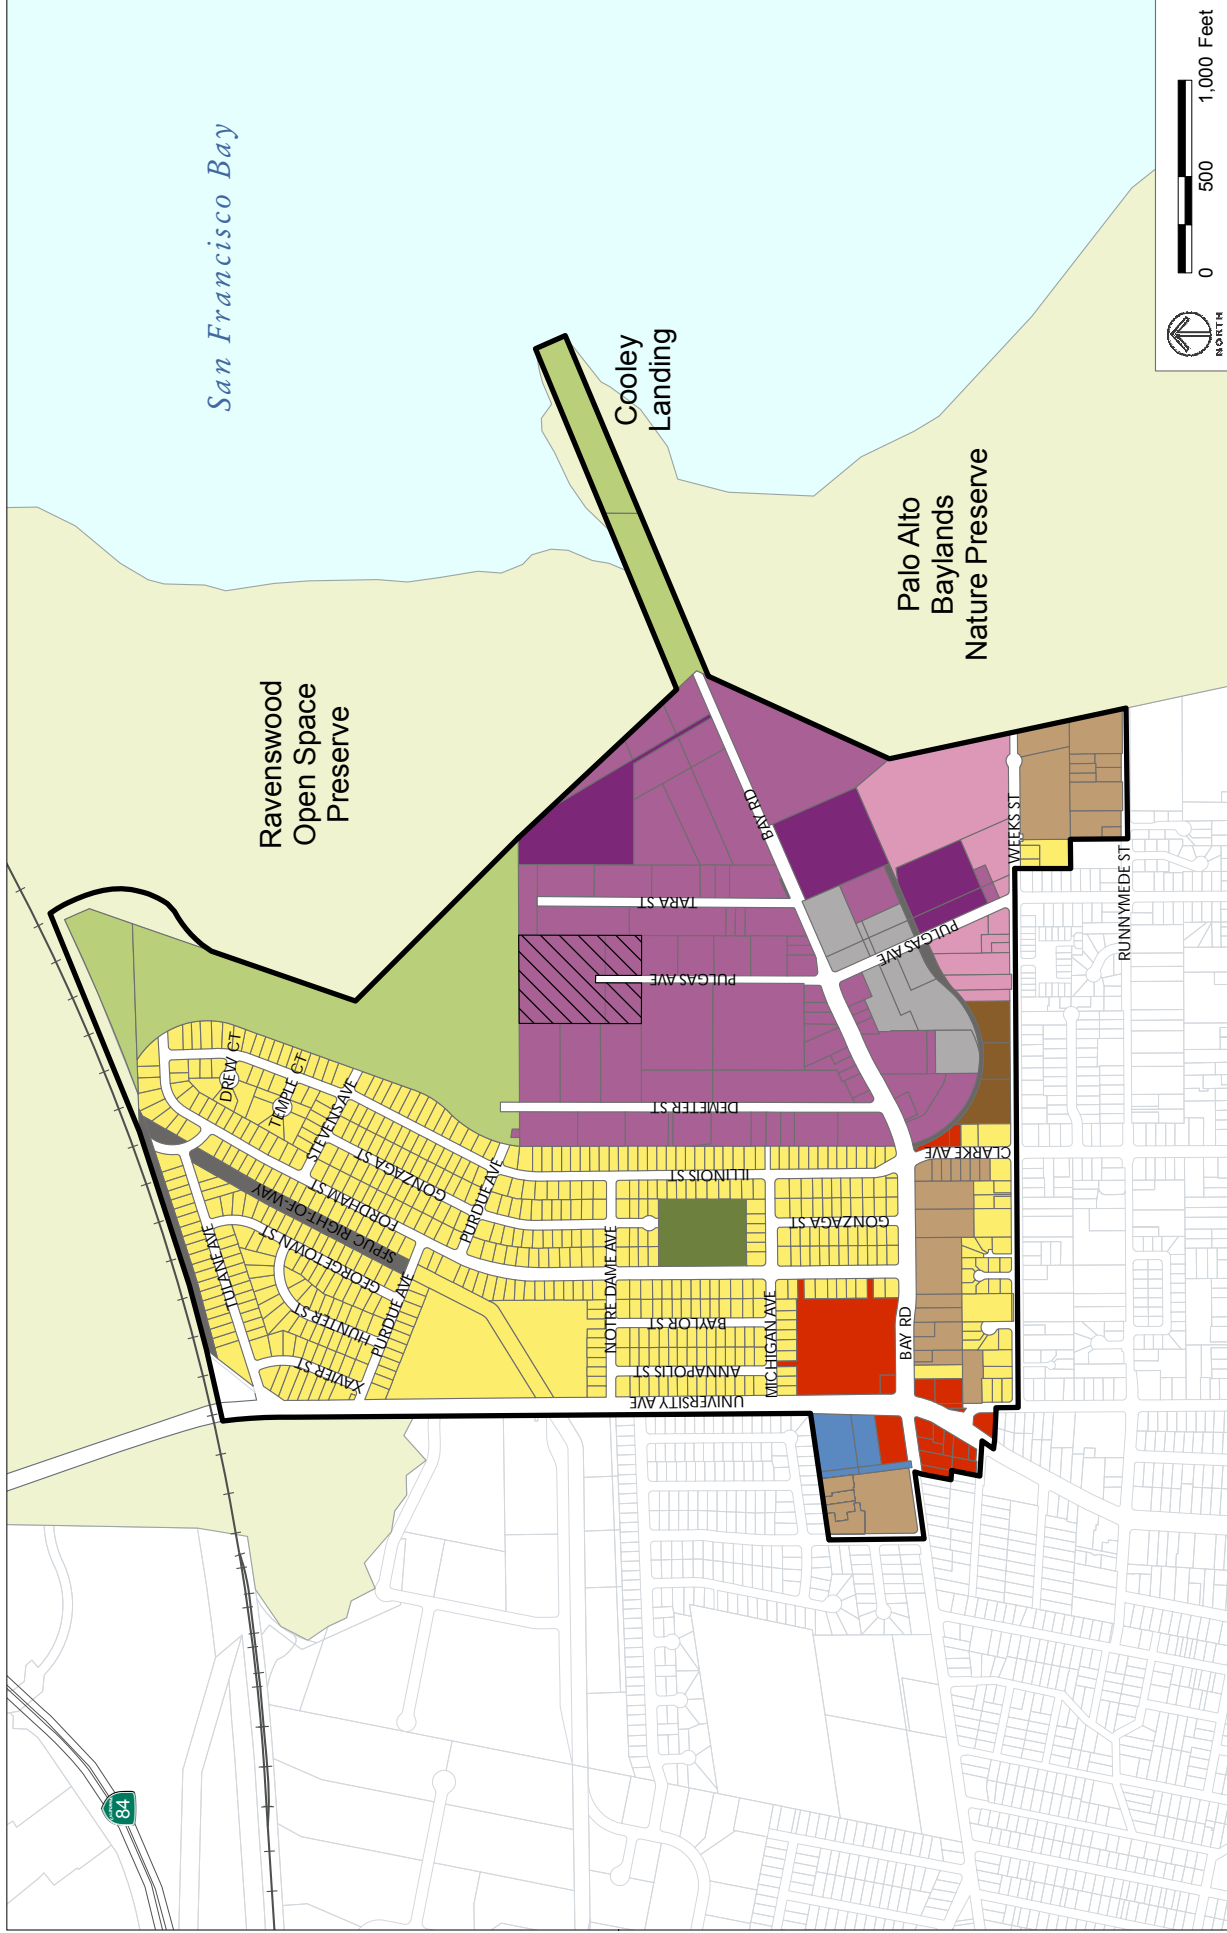 San Francisco Bay
Ravenswood
Open Space
Preserve
Cooley
Landing
Palo Alto
Baylands
Nature Preserve
84
DREW CT
TEMPLE CT
STEVENS AVE
GONZAGA ST
FORDHAM ST
SFPUC RIGHT-OF-WAY
GEORGETOWN ST
TULANE AVE
HUNTER ST
XAVIER ST
PURDUE AVE
PURDUE AVE
ILLINOIS ST
NOTRE DAME AVE
BAYLOR ST
ANNAPOLIS ST
MICHIGAN AVE
UNIVERSITY AVE
GONZAGA ST
DEMETER ST
PULGAS AVE
TARA ST
BAY RD
BAY RD
PULGAS AVE
CLARKE AVE
WEEKS ST
RUNNYMEDE ST
NORTH
0 500 1,000 Feet